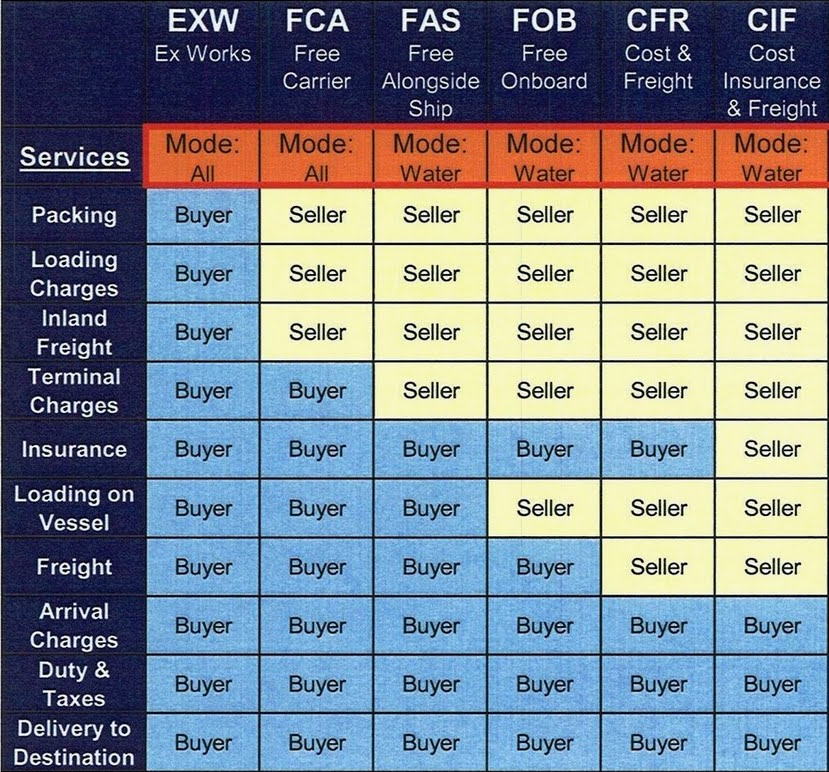 EXW FCA FAS FOB CFR CIF
Ex Works Free Carrier Free Alongside Ship Free Onboard Cost & Freight Cost Insurance & Freight
Services Mode: All Mode: All Mode: Water Mode: Water Mode: Water Mode: Water
Packing Buyer Seller Seller Seller Seller Seller
Loading Charges Buyer Seller Seller Seller Seller Seller
Inland Freight Buyer Seller Seller Seller Seller Seller
Terminal Charges Buyer Buyer Seller Seller Seller Seller
Insurance Buyer Buyer Buyer Buyer Buyer Seller
Loading on Vessel Buyer Buyer Buyer Seller Seller Seller
Freight Buyer Buyer Buyer Buyer Seller Seller
Arrival Charges Buyer Buyer Buyer Buyer Buyer Buyer
Duty & Taxes Buyer Buyer Buyer Buyer Buyer Buyer
Delivery to Destination Buyer Buyer Buyer Buyer Buyer Buyer